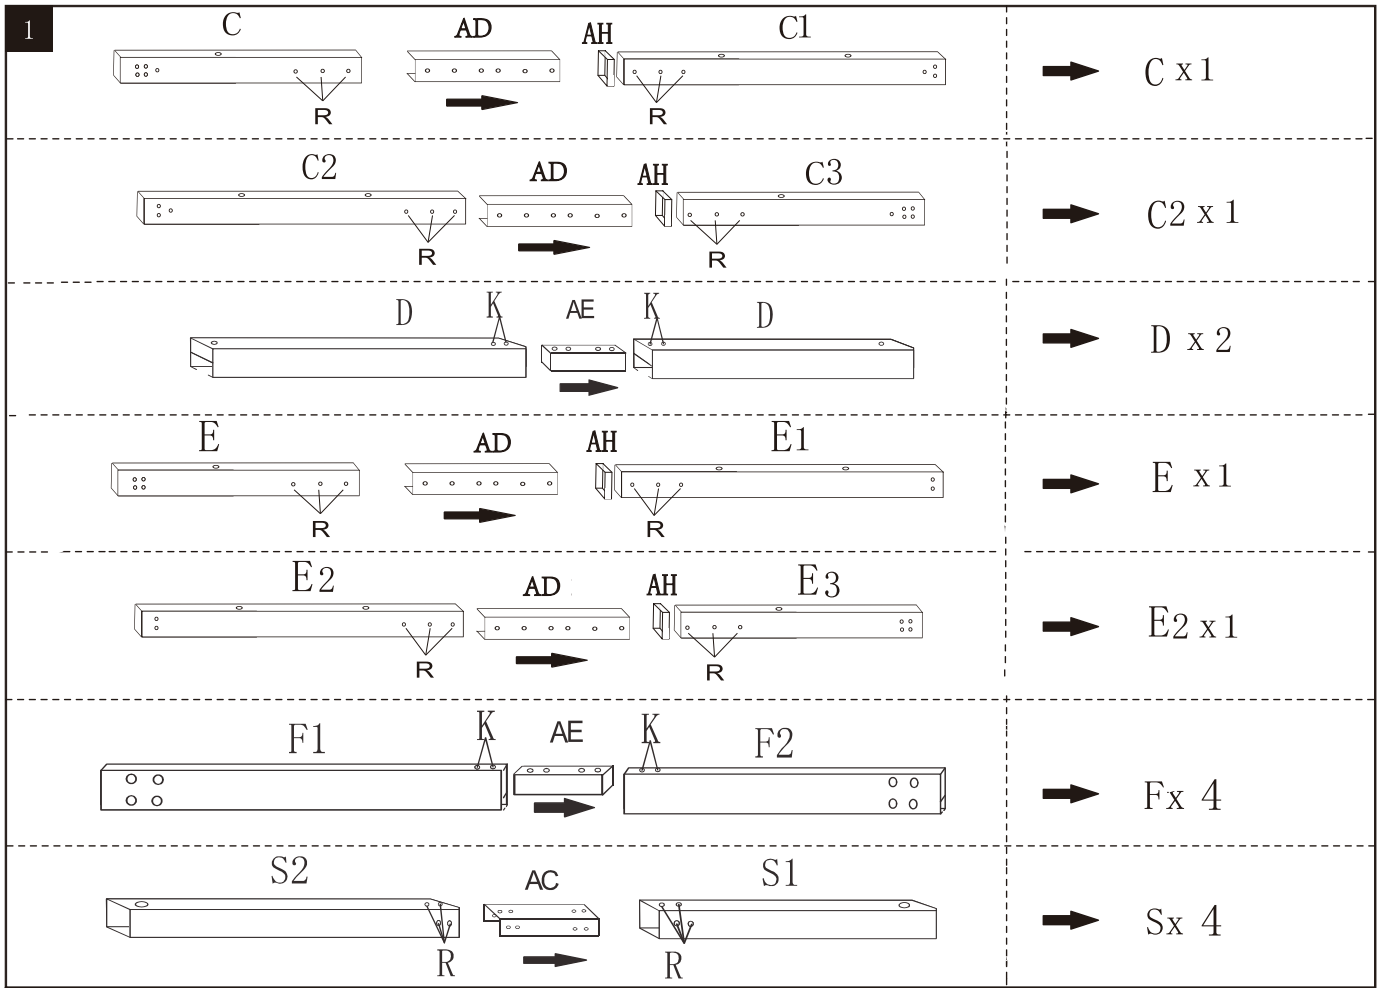 1
C AD AH C1
R R
C x 1
C2 AD AH C3
R R
C2 x 1
D K AE K D
D x 2
E AD AH E1
R R
E x 1
E2 AD AH E3
R R
E2 x 1
F1 K AE K F2
Fx 4
S2 AC S1
R R
Sx 4